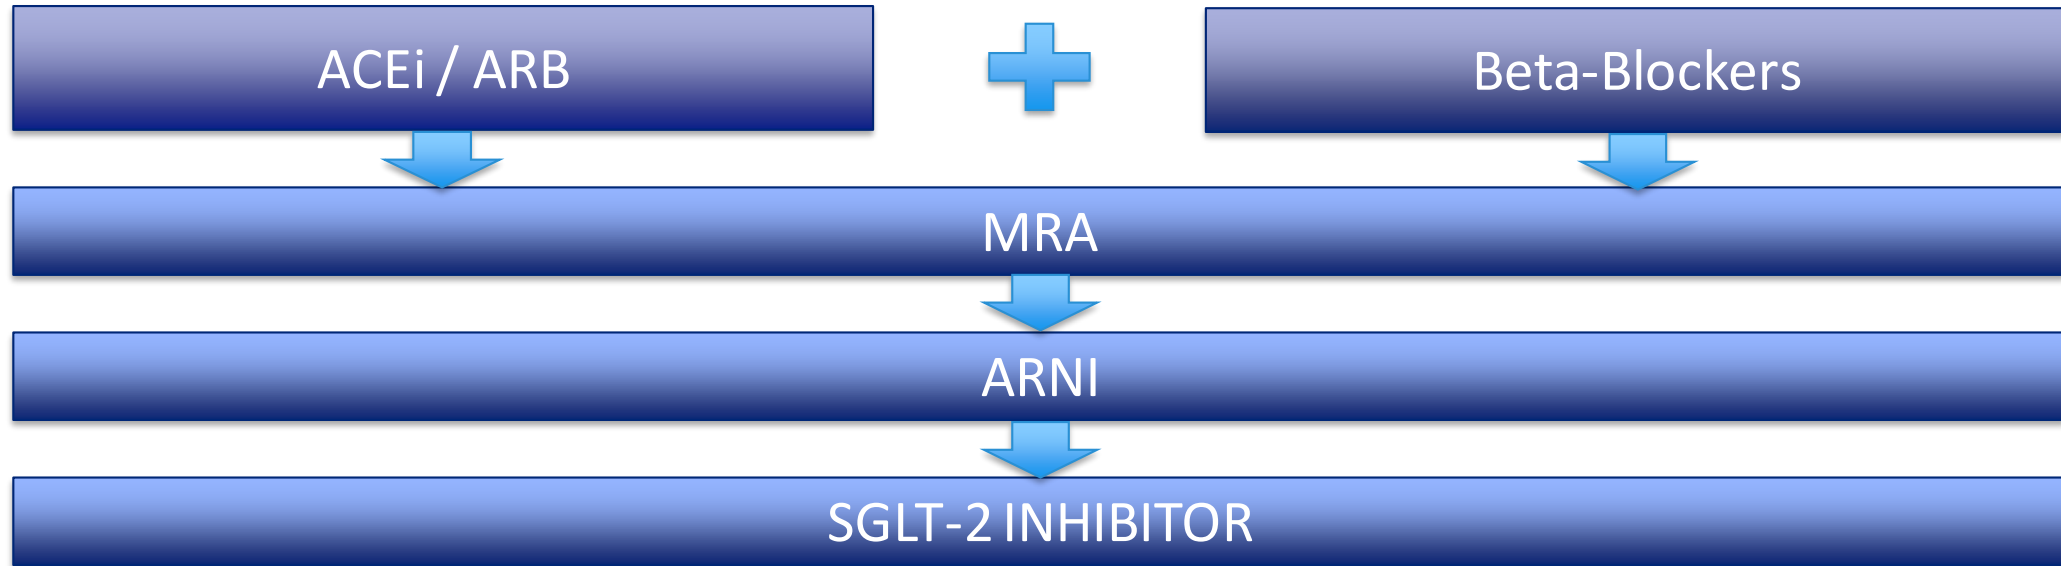 ACEi / ARB
Beta-Blockers
MRA
ARNI
SGLT-2 INHIBITOR